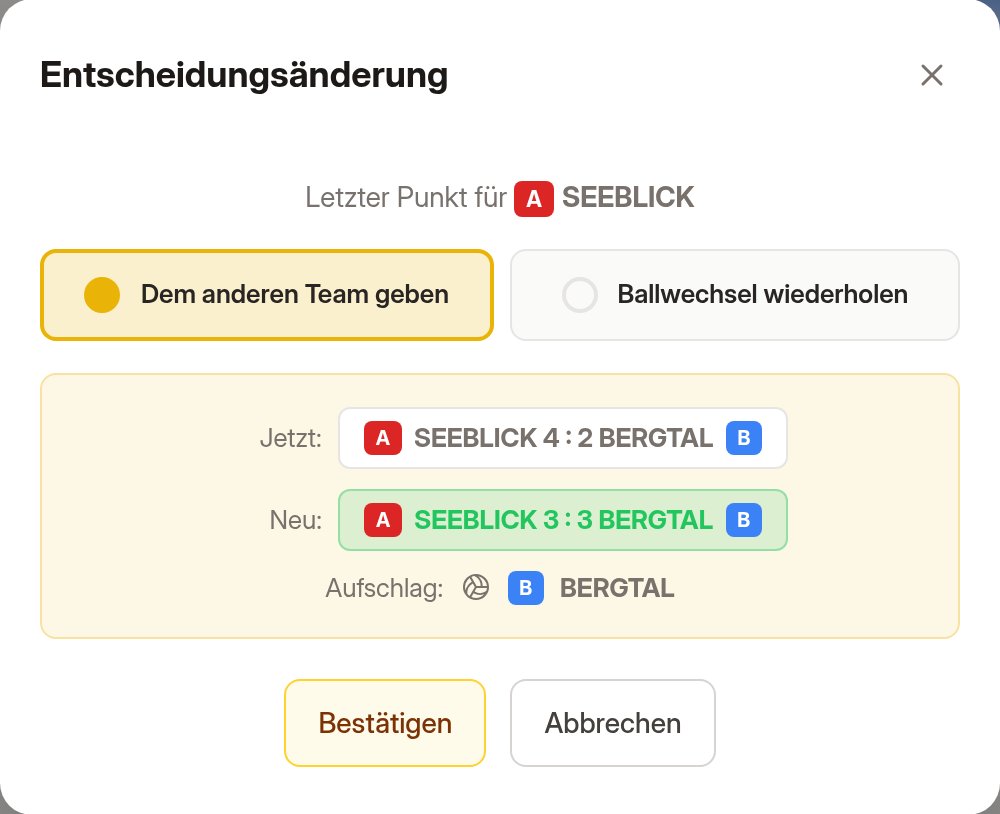 Entscheidungsänderung
Letzter Punkt für A SEEBLICK
Dem anderen Team geben
Ballwechsel wiederholen
Jetzt: A SEEBLICK 4 : 2 BERGTAL B
Neu: A SEEBLICK 3 : 3 BERGTAL B
Aufschlag: B BERGTAL
Bestätigen
Abbrechen